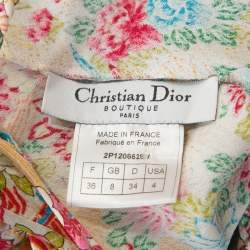 Christian Dior
BOUTIQUE
PARIS
MADE IN FRANCE
Fabriqué en France
F GB D USA
36 8 34 4